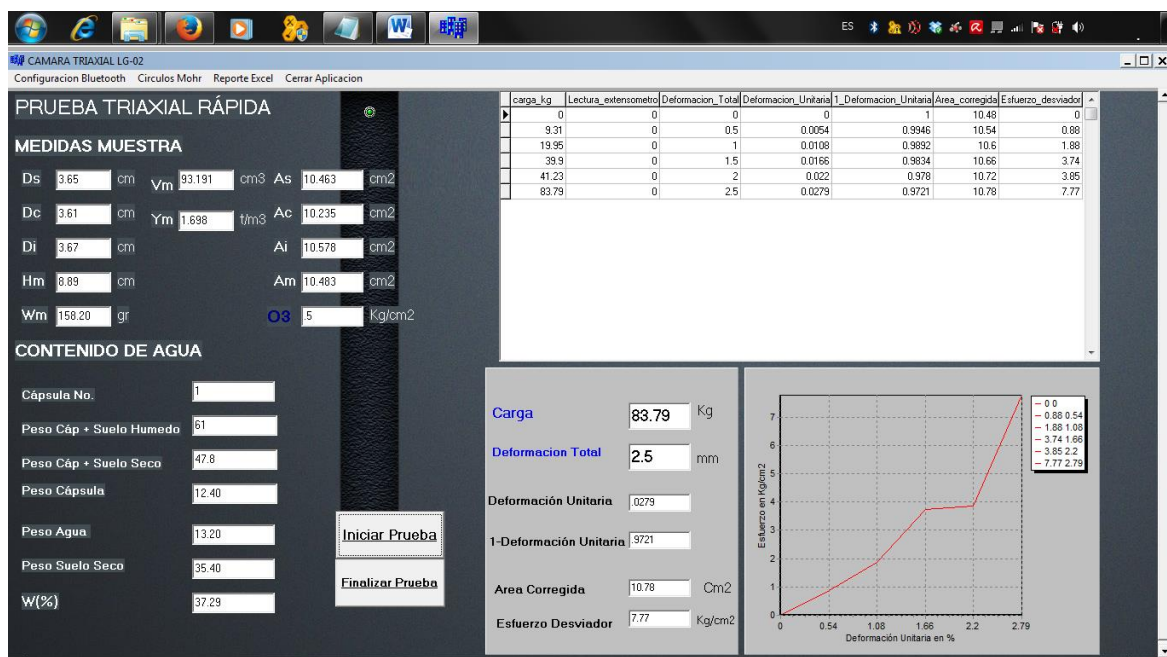 ES
CAMARA TRIAXIAL LG-02
Configuracion Bluetooth Circulos Mohr Reporte Excel Cerrar Aplicacion
PRUEBA TRIAXIAL RÁPIDA
MEDIDAS MUESTRA
Ds 3.65 cm Vm 93.191 cm3 As 10.463 cm2
Dc 3.61 cm Ym 1.698 t/m3 Ac 10.235 cm2
Di 3.67 cm Ai 10.578 cm2
Hm 8.89 cm Am 10.483 cm2
Wm 158.20 gr O3 .5 Kg/cm2
CONTENIDO DE AGUA
Cápsula No. 1
Peso Cáp + Suelo Humedo 61
Peso Cáp + Suelo Seco 47.8
Peso Cápsula 12.40
Peso Agua 13.20
Peso Suelo Seco 35.40
W(%) 37.29
Iniciar Prueba
Finalizar Prueba
carga_kg Lectura_extensometro Deformacion_Total Deformacion_Unitaria 1_Deformacion_Unitaria Area_corregida Esfuerzo_desviador
0 0 0 0 1 10.48 0
9.31 0 0.5 0.0054 0.9946 10.54 0.88
19.95 0 1 0.0108 0.9892 10.6 1.88
39.9 0 1.5 0.0166 0.9834 10.66 3.74
41.23 0 2 0.022 0.978 10.72 3.85
83.79 0 2.5 0.0279 0.9721 10.78 7.77
Carga 83.79 Kg
Deformacion Total 2.5 mm
Deformación Unitaria .0279
1-Deformación Unitaria .9721
Area Corregida 10.78 Cm2
Esfuerzo Desviador 7.77 Kg/cm2
Esfuerzo en Kg/cm2
7
6
5
4
3
2
1
0
0 0.54 1.08 1.66 2.2 2.79
Deformación Unitaria en %
0 0
0.88 0.54
1.88 1.08
3.74 1.66
3.85 2.2
7.77 2.79